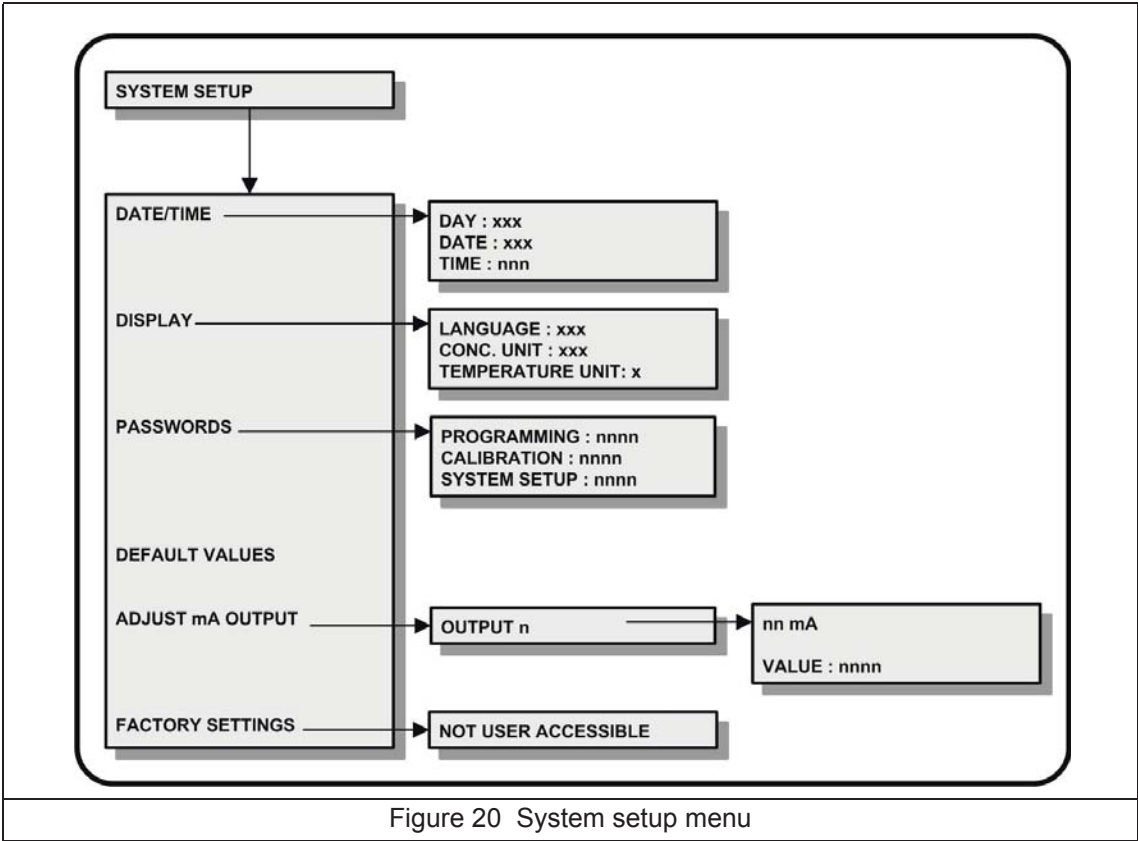 SYSTEM SETUP
DATE/TIME
DAY : xxx
DATE : xxx
TIME : nnn
DISPLAY
LANGUAGE : xxx
CONC. UNIT : xxx
TEMPERATURE UNIT: x
PASSWORDS
PROGRAMMING : nnnn
CALIBRATION : nnnn
SYSTEM SETUP : nnnn
DEFAULT VALUES
ADJUST mA OUTPUT
OUTPUT n
nn mA
VALUE : nnnn
FACTORY SETTINGS
NOT USER ACCESSIBLE
Figure 20 System setup menu